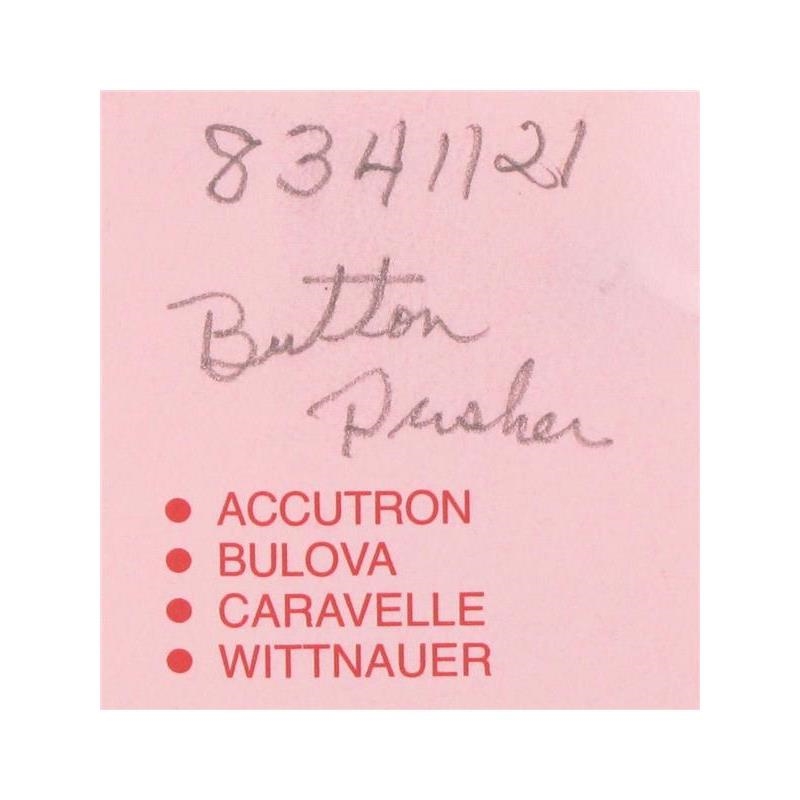 8341121
Button
Pusher
• ACCUTRON
• BULOVA
• CARAVELLE
• WITTNAUER